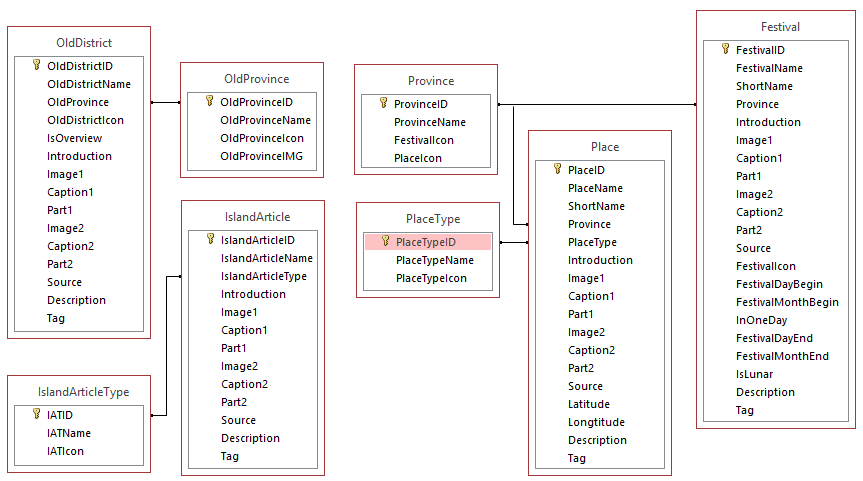 OldDistrict
OldDistrictID
OldDistrictName
OldProvince
OldDistrictIcon
IsOverview
Introduction
Image1
Caption1
Part1
Image2
Caption2
Part2
Source
Description
Tag
OldProvince
OldProvinceID
OldProvinceName
OldProvinceIcon
OldProvinceIMG
Province
ProvinceID
ProvinceName
FestivalIcon
PlaceIcon
Festival
FestivalID
FestivalName
ShortName
Province
Introduction
Image1
Caption1
Part1
Image2
Caption2
Part2
Source
FestivalIcon
FestivalDayBegin
FestivalMonthBegin
InOneDay
FestivalDayEnd
FestivalMonthEnd
IsLunar
Description
Tag
Place
PlaceID
PlaceName
ShortName
Province
PlaceType
Introduction
Image1
Caption1
Part1
Image2
Caption2
Part2
Source
Latitude
Longtitude
Description
Tag
IslandArticle
IslandArticleID
IslandArticleName
IslandArticleType
Introduction
Image1
Caption1
Part1
Image2
Caption2
Part2
Source
Description
Tag
PlaceType
PlaceTypeID
PlaceTypeName
PlaceTypeIcon
IslandArticleType
IATID
IATName
IATIcon